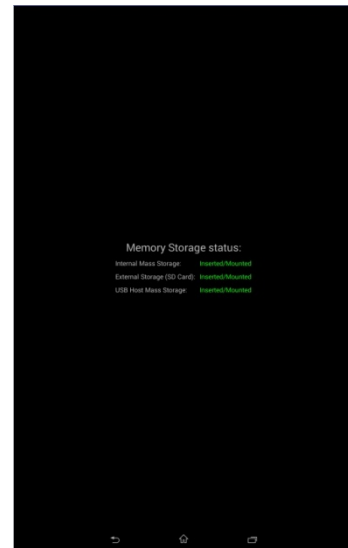 Memory Storage status:
Internal Mass Storage: Inserted/Mounted
External Storage (SD Card): Inserted/Mounted
USB Host Mass Storage: Inserted/Mounted